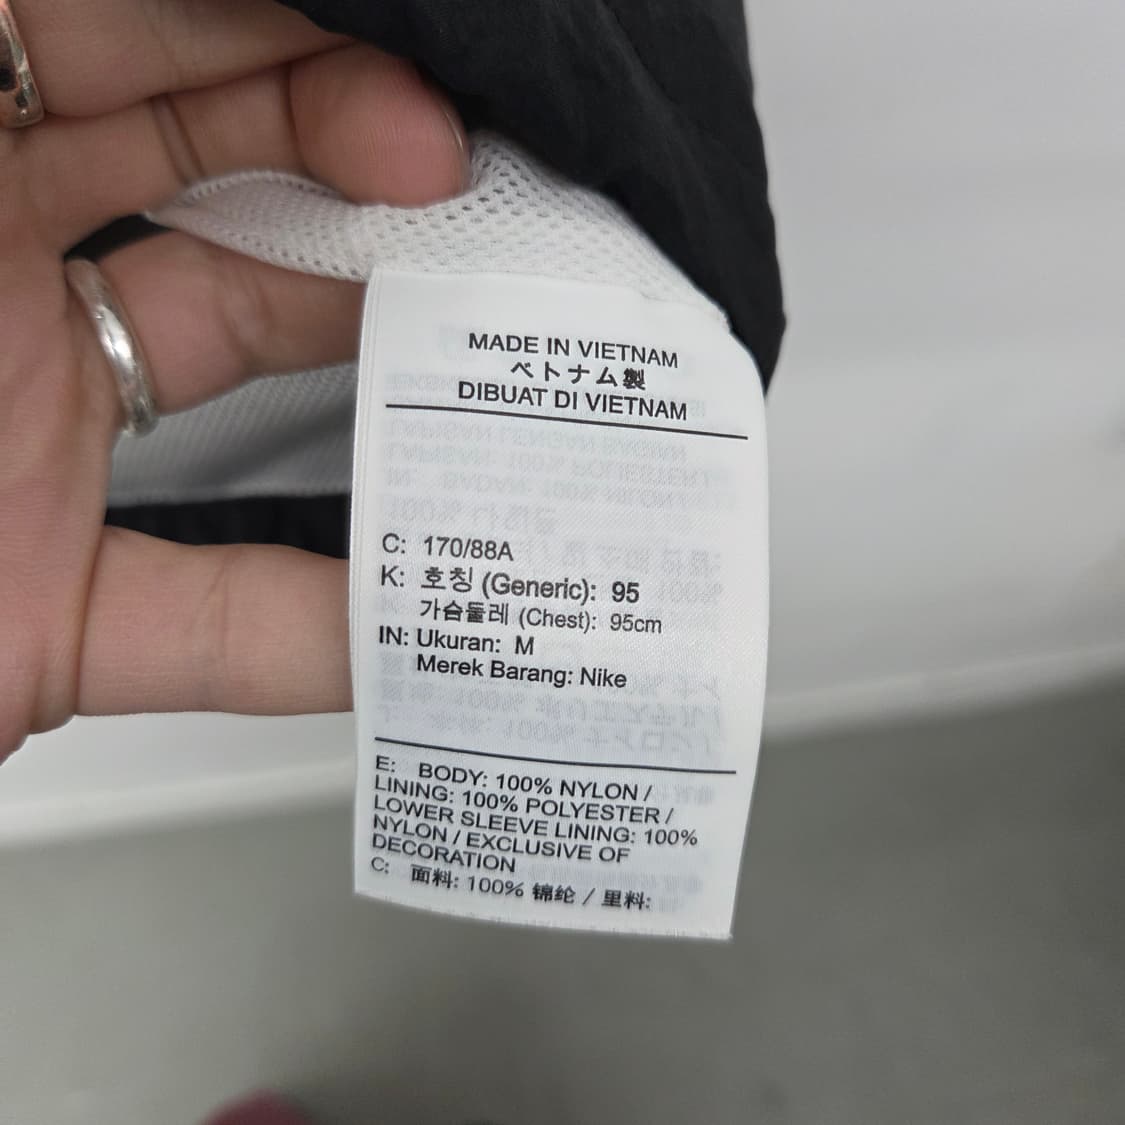 MADE IN VIETNAM
ベトナム製
DIBUAT DI VIETNAM
C: 170/88A
K: 호칭 (Generic): 95
가슴둘레 (Chest): 95cm
IN: Ukuran: M
Merek Barang: Nike
E: BODY: 100% NYLON /
LINING: 100% POLYESTER /
LOWER SLEEVE LINING: 100%
NYLON / EXCLUSIVE OF
DECORATION
C: 面料: 100% 锦纶 / 里料: